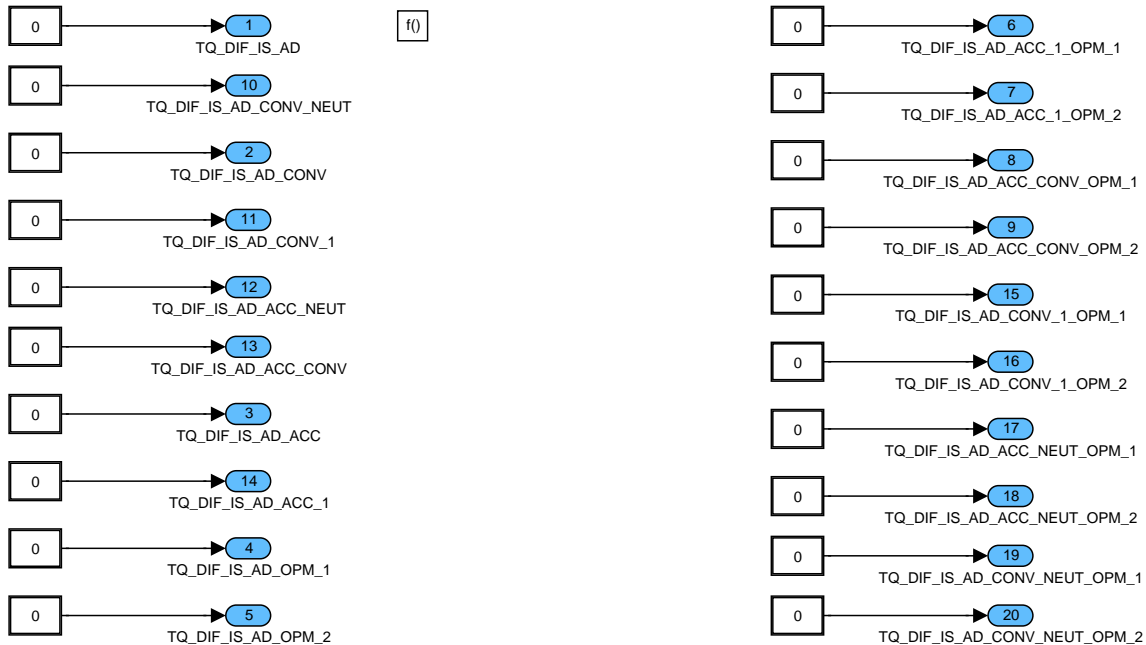 0
1
TQ_DIF_IS_AD
f()
0
10
TQ_DIF_IS_AD_CONV_NEUT
0
2
TQ_DIF_IS_AD_CONV
0
11
TQ_DIF_IS_AD_CONV_1
0
12
TQ_DIF_IS_AD_ACC_NEUT
0
13
TQ_DIF_IS_AD_ACC_CONV
0
3
TQ_DIF_IS_AD_ACC
0
14
TQ_DIF_IS_AD_ACC_1
0
4
TQ_DIF_IS_AD_OPM_1
0
5
TQ_DIF_IS_AD_OPM_2
0
6
TQ_DIF_IS_AD_ACC_1_OPM_1
0
7
TQ_DIF_IS_AD_ACC_1_OPM_2
0
8
TQ_DIF_IS_AD_ACC_CONV_OPM_1
0
9
TQ_DIF_IS_AD_ACC_CONV_OPM_2
0
15
TQ_DIF_IS_AD_CONV_1_OPM_1
0
16
TQ_DIF_IS_AD_CONV_1_OPM_2
0
17
TQ_DIF_IS_AD_ACC_NEUT_OPM_1
0
18
TQ_DIF_IS_AD_ACC_NEUT_OPM_2
0
19
TQ_DIF_IS_AD_CONV_NEUT_OPM_1
0
20
TQ_DIF_IS_AD_CONV_NEUT_OPM_2